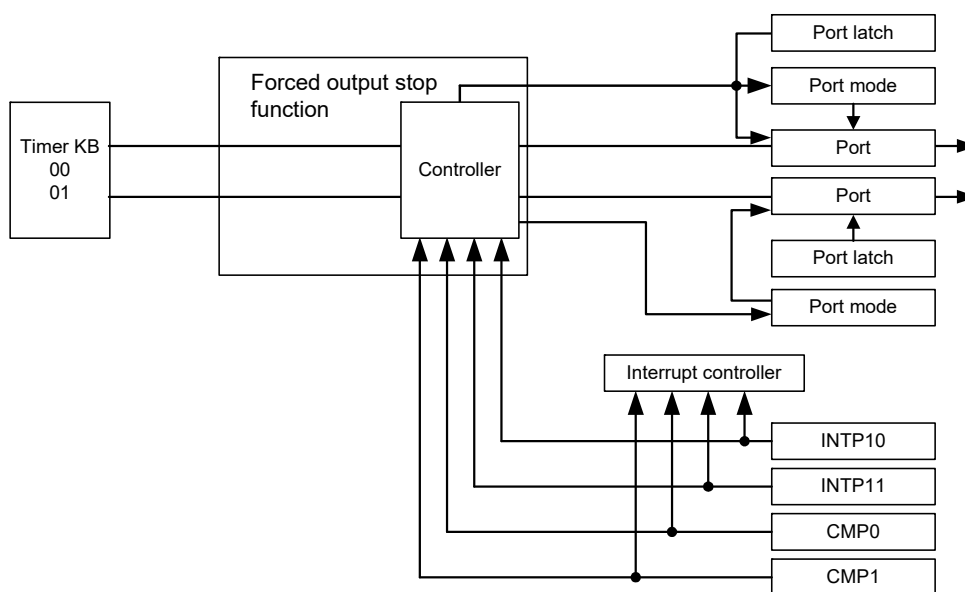 Port latch
Forced output stop
function
Port mode
Timer KB
00
01
Port
Controller
Port
Port latch
Port mode
Interrupt controller
INTP10
INTP11
CMP0
CMP1